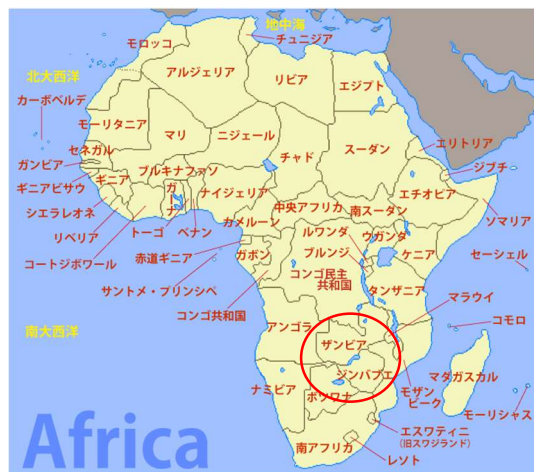 地中海
チュニジア
モロッコ
北大西洋
アルジェリア
リビア
エジプト
カーボベルデ
モーリタニア
マリ
ニジェール
セネガル
チャド
スーダン
エリトリア
ガンビア
ギニア
ブルキナファソ
ジブチ
ギニアビサウ
ガーナ
ナイジェリア
エチオピア
シエラレオネ
中央アフリカ
南スーダン
ソマリア
リベリア
トーゴ
ベナン
カメルーン
ルワンダ
ウガンダ
コートジボワール
赤道ギニア
ガボン
ブルンジ
ケニア
セーシェル
コンゴ民主
共和国
サントメ・プリンシペ
タンザニア
コンゴ共和国
マラウイ
南大西洋
アンゴラ
コモロ
ザンビア
ジンバブエ
マダガスカル
ナミビア
ボツワナ
モザン
ビーク
モーリシャス
エスワティニ
(旧スワジランド)
南アフリカ
レソト
Africa